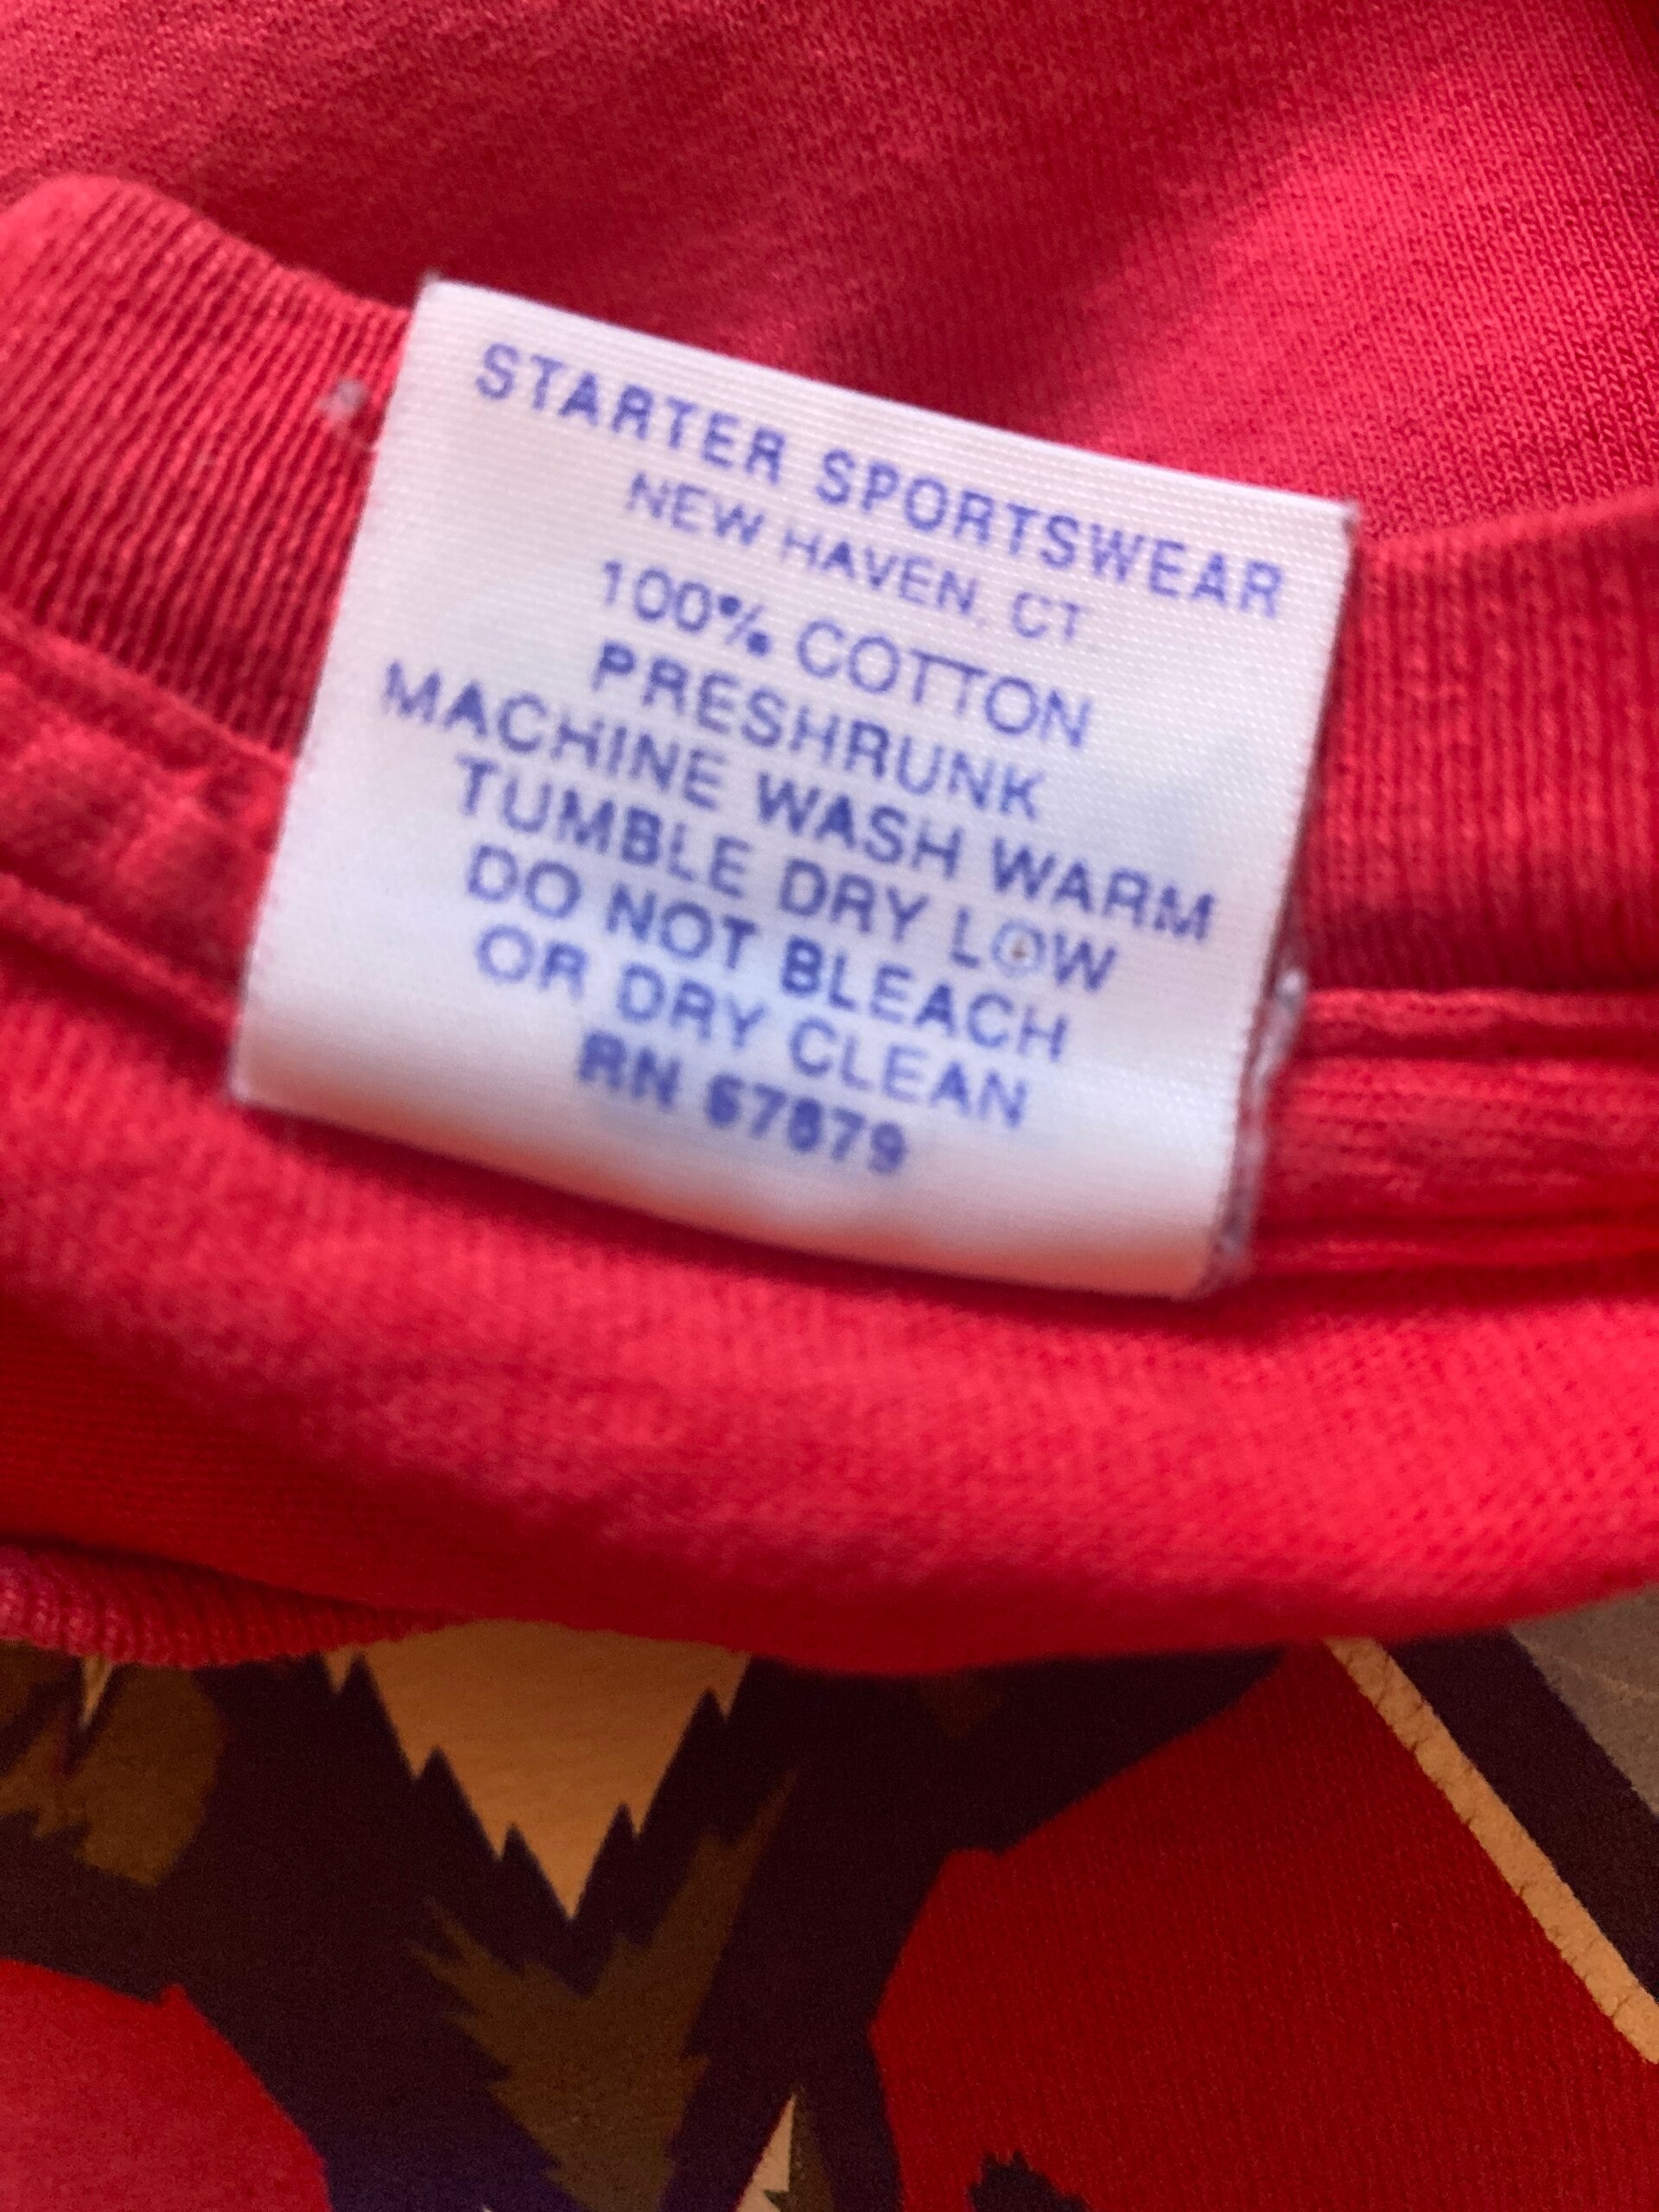 STARTER SPORTSWEAR
NEW HAVEN, CT.
100% COTTON
PRESHRUNK
MACHINE WASH WARM
TUMBLE DRY LOW
DO NOT BLEACH
OR DRY CLEAN
RN 67879